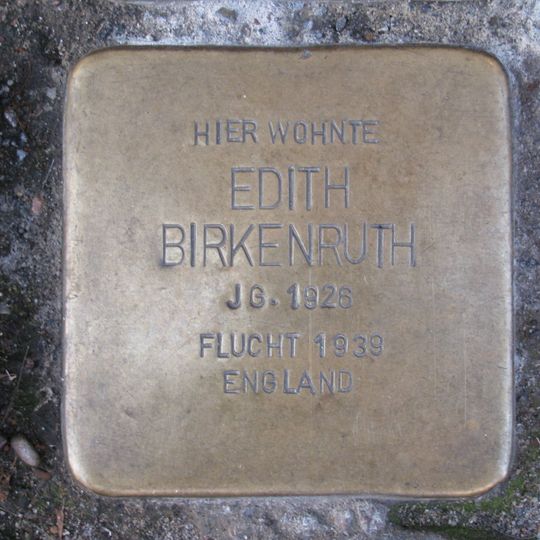 HIER WOHNTE
EDITH
BIRKENRUTH
JG. 1926
FLUCHT 1939
ENGLAND